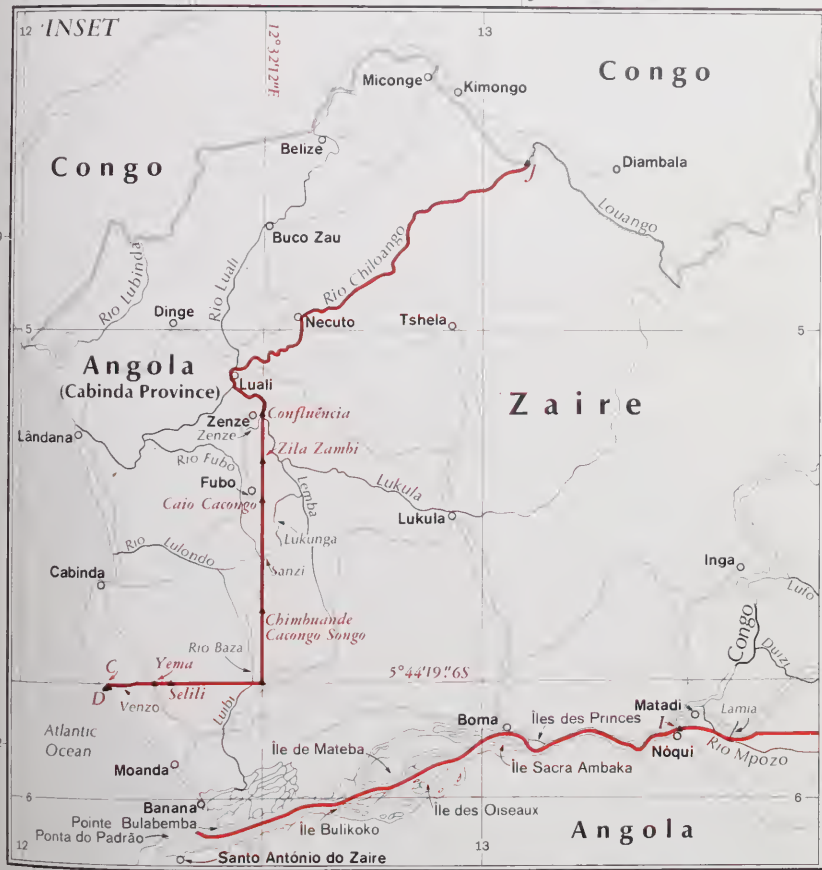 12
INSET
12°32'12"E
13
Congo
Miconge
Kimongo
Belize
Congo
Diambala
J
Louango
Buco Zau
Rio Lubinda
Rio Luali
Rio Chiloango
Dinge
Necuto
Tshela
5
5
Angola
(Cabinda Province)
Luali
Zaire
Zenze
Confluência
Zenze
Lândana
Zila Zambi
Rio Fubo
Fubo
Lemba
Lukula
Caio Cacongo
Lukula
Lukunga
Rio Lulondo
Sanzi
Inga
Lufo
Cabinda
Chimbuande
Cacongo Songo
Congo
Duizi
Rio Baza
5°44'19."6S
C
Yema
D
Selili
Venzo
Luibi
Matadi
Lamia
Boma
Îles des Princes
I
Atlantic
Ocean
Nóqui
Rio Mpozo
Île de Mateba
Île Sacra Ambaka
Moanda
Île des Oiseaux
Banana
6
6
Pointe Bulabemba
Île Bulikoko
Ponta do Padrão
Angola
12
Santo António do Zaire
13